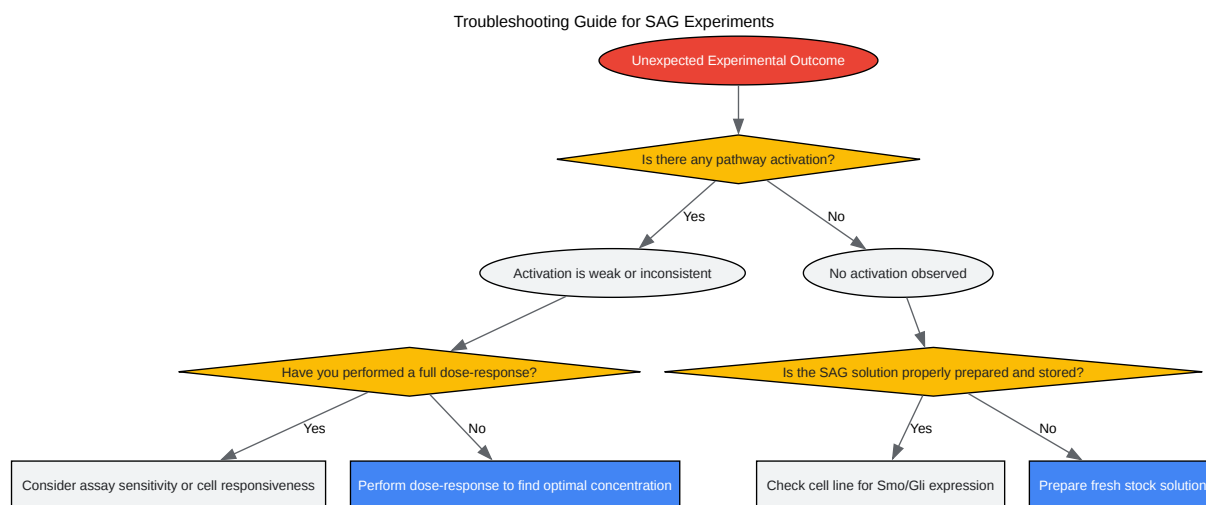 Troubleshooting Guide for SAG Experiments
Unexpected Experimental Outcome
Is there any pathway activation?
Yes
No
Activation is weak or inconsistent
No activation observed
Have you performed a full dose-response?
Is the SAG solution properly prepared and stored?
Yes
No
Yes
No
Consider assay sensitivity or cell responsiveness
Perform dose-response to find optimal concentration
Check cell line for Smo/Gli expression
Prepare fresh stock solution